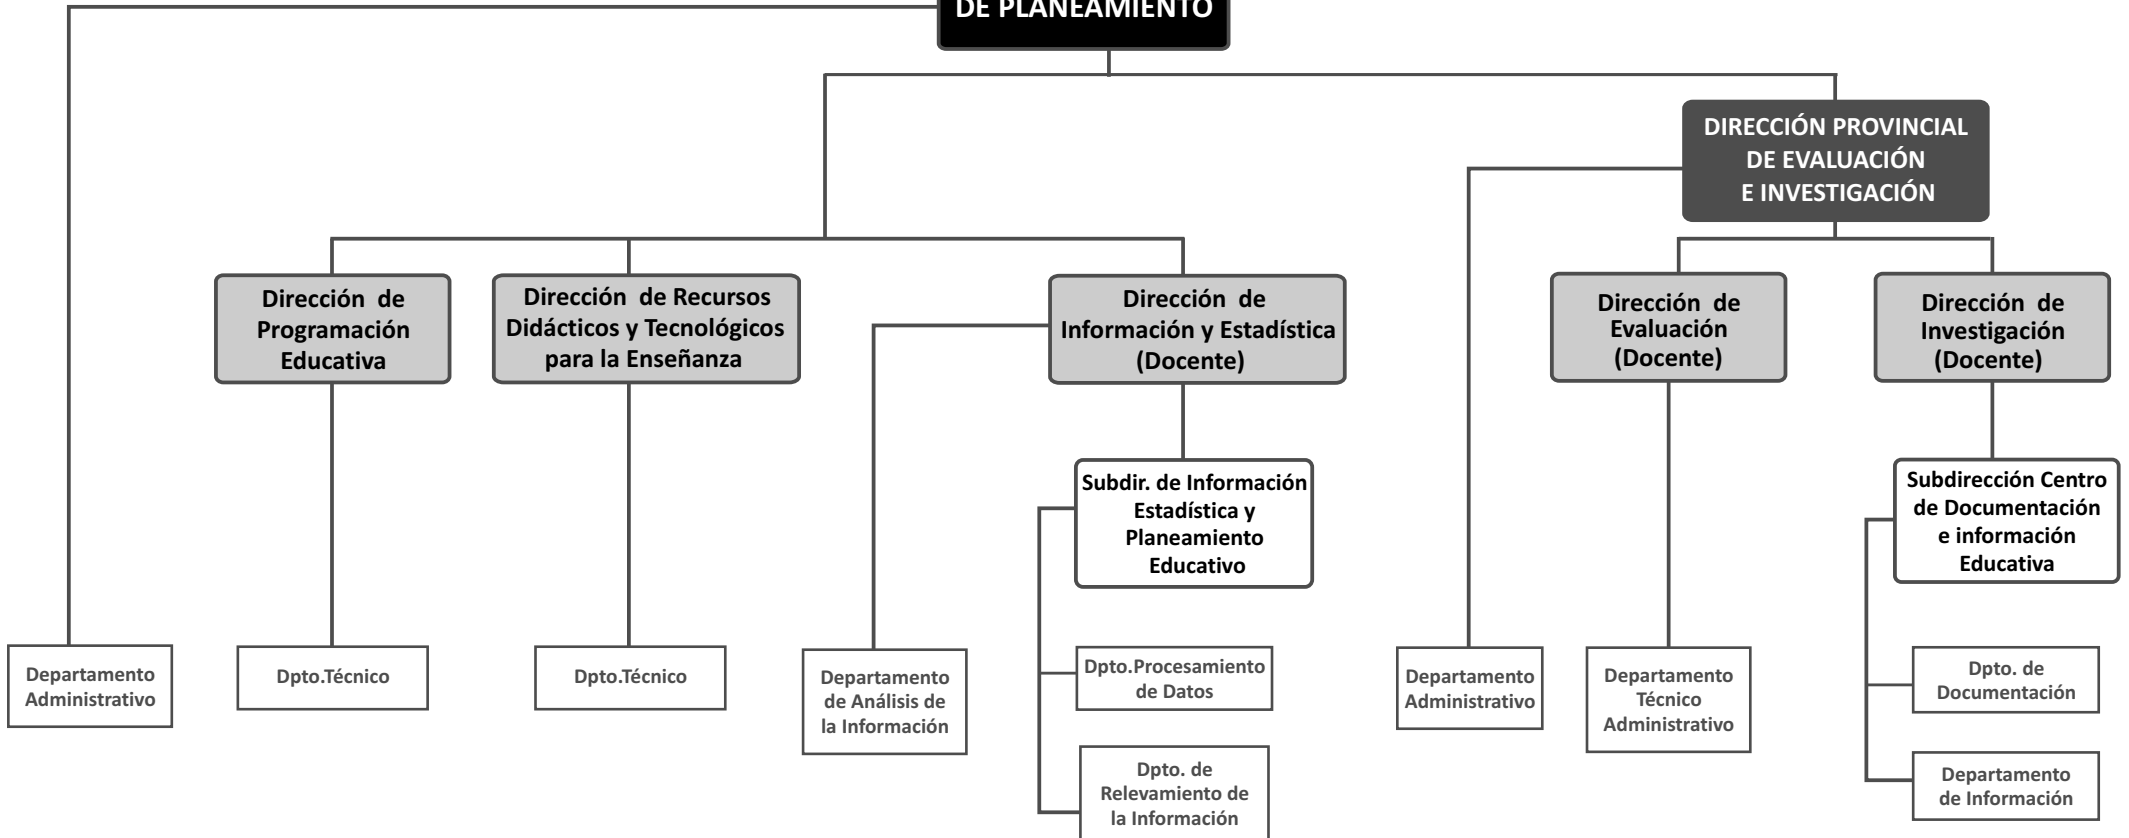 DE PLANEAMIENTO
DIRECCIÓN PROVINCIAL
DE EVALUACIÓN
E INVESTIGACIÓN
Dirección de
Programación
Educativa
Dirección de Recursos
Didácticos y Tecnológicos
para la Enseñanza
Dirección de
Información y Estadística
(Docente)
Dirección de
Evaluación
(Docente)
Dirección de
Investigación
(Docente)
Subdir. de Información
Estadística y
Planeamiento
Educativo
Subdirección Centro
de Documentación
e información
Educativa
Departamento
Administrativo
Dpto.Técnico
Dpto.Técnico
Departamento
de Análisis de
la Información
Dpto.Procesamiento
de Datos
Departamento
Administrativo
Departamento
Técnico
Administrativo
Dpto. de
Documentación
Dpto. de
Relevamiento de
la Información
Departamento
de Información